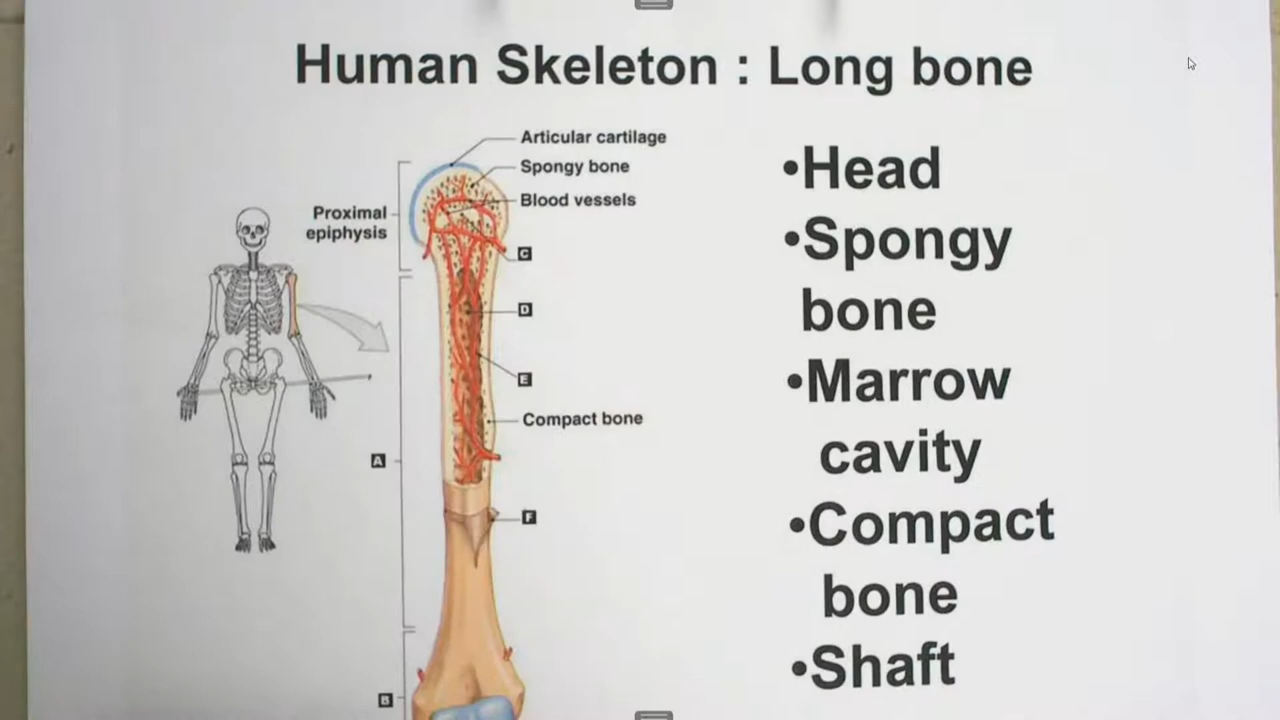 Human Skeleton : Long bone
Articular cartilage
Spongy bone
Blood vessels
Proximal
epiphysis
C
D
E
Compact bone
A
F
B
•Head
•Spongy
bone
•Marrow
cavity
•Compact
bone
•Shaft